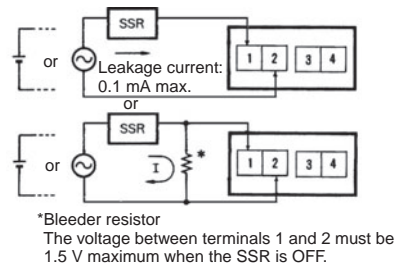 SSR
or
Leakage current:
0.1 mA max.
1 2 3 4
or
SSR
or
I
*
1 2 3 4
*Bleeder resistor
The voltage between terminals 1 and 2 must be
1.5 V maximum when the SSR is OFF.